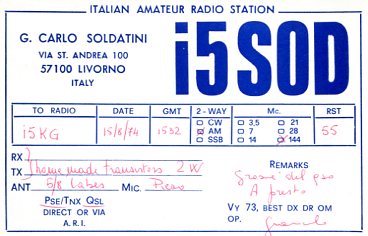 ITALIAN AMATEUR RADIO STATION
G. CARLO SOLDATINI
VIA ST. ANDREA 100
57100 LIVORNO
ITALY
i5SOD
TO RADIO DATE GMT 2-WAY Mc. RST
i5KG 15/8/74 1532 CW AM SSB 3,5 7 14 21 28 144 55
RX
TX home made transistors 2 W
ANT 5/8 Labes MIC. Piezo
PSE/TNX QSL
DIRECT OR VIA
A.R.I.
REMARKS
Grazie del qso
A presto
VY 73, BEST DX DR OM
OP.